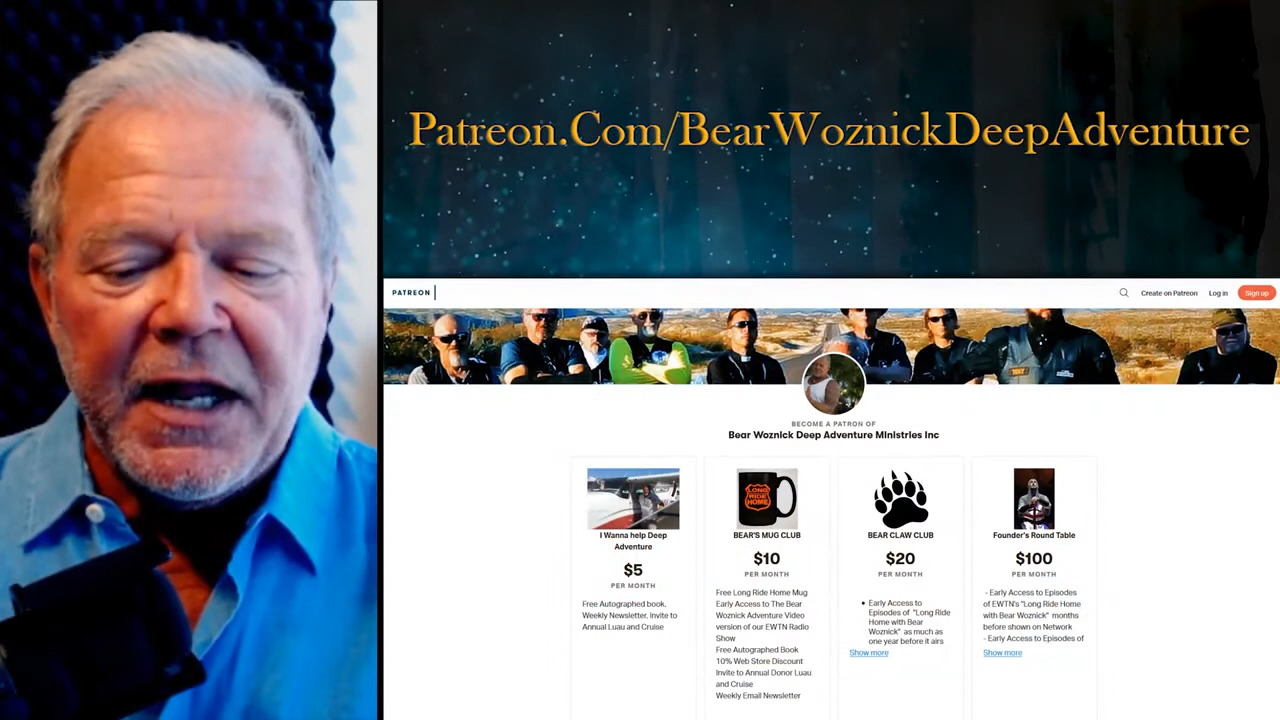 Patreon.Com/BearWoznickDeepAdventure
PATREON
Create on Patreon
Log in
Sign up
BECOME A PATRON OF
Bear Woznick Deep Adventure Ministries Inc
I Wanna help Deep
Adventure
$5
PER MONTH
Free Autographed book.
Weekly Newsletter. Invite to
Annual Luau and Cruise
LONG
RIDE
HOME
BEAR'S MUG CLUB
$10
PER MONTH
Free Long Ride Home Mug
Early Access to The Bear
Woznick Adventure Video
version of our EWTN Radio
Show
Free Autographed Book
10% Web Store Discount
Invite to Annual Donor Luau
and Cruise
Weekly Email Newsletter
BEAR CLAW CLUB
$20
PER MONTH
• Early Access to
Episodes of "Long Ride
Home with Bear
Woznick" as much as
one year before it airs
Show more
Founder's Round Table
$100
PER MONTH
- Early Access to Episodes
of EWTN's "Long Ride Home
with Bear Woznick" months
before shown on Network
- Early Access to Episodes of
Show more